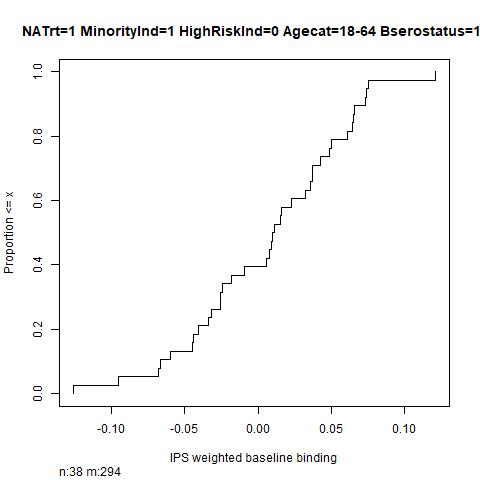 NATrt=1 MinorityInd=1 HighRiskInd=0 Agecat=18-64 Bserostatus=1
Proportion <= x
1.0
0.8
0.6
0.4
0.2
0.0
-0.10 -0.05 0.00 0.05 0.10
IPS weighted baseline binding
n:38 m:294